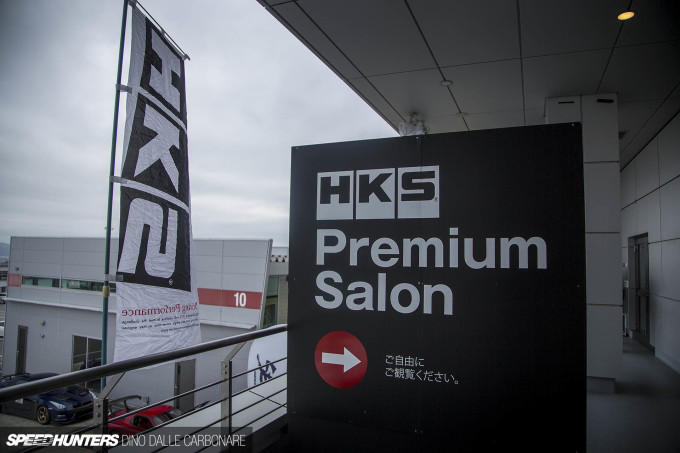 HKS
HKS
Premium
Salon
ご自由に
ご観覧ください。
10
SPEEDHUNTERS DINO DALLE CARBONARE